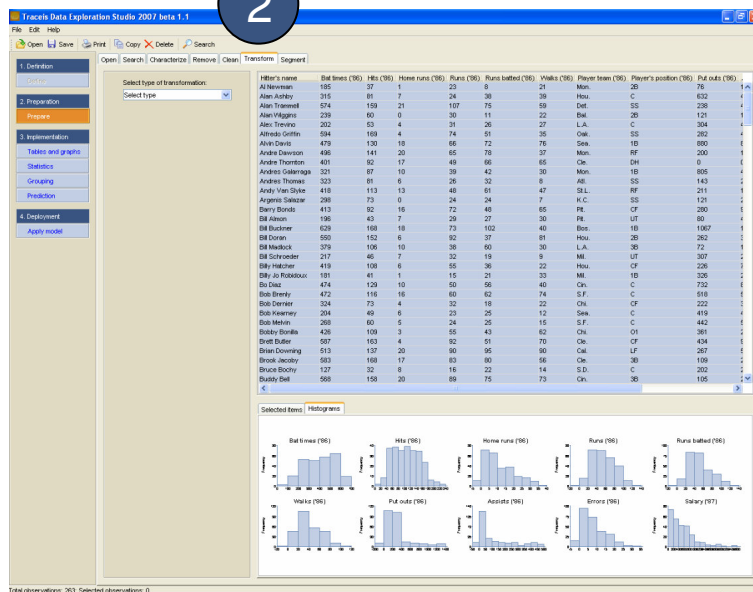 2
Traceis Data Exploration Studio 2007 beta 1.1
File Edit Help
Open Save Print Copy Delete Search
Open Search Characterize Remove Clean Transform Segment
1. Definition
2. Preparation
Prepare
3. Implementation
Tables and graphs
Statistics
Grouping
Prediction
4. Deployment
Apply model
Select type of transformation:
Select type
Hitter's name Bat times ('86) Hits ('86) Home runs ('86) Runs ('86) Runs batted ('86) Walks ('86) Player team ('86) Player's position ('86) Put outs ('86)
Al Newman 185 37 1 23 8 21 Mon. 2B 76
Alan Ashby 315 81 7 24 38 39 Hou. C 632
Alan Trammell 574 159 21 107 75 59 Det. SS 238
Alan Wiggins 239 60 0 30 11 22 Bal. 2B 121
Alex Trevino 202 53 4 31 26 27 L.A. C 304
Alfredo Griffin 594 169 4 74 51 35 Oak. SS 282
Alvin Davis 479 130 18 66 72 76 Sea. 1B 880
Andre Dawson 496 141 20 65 78 37 Mon. RF 200
Andre Thornton 401 92 17 49 66 65 Cle. DH 0
Andres Galarraga 321 87 10 39 42 30 Mon. 1B 805
Andres Thomas 323 81 6 26 32 8 Atl. SS 143
Andy Van Slyke 418 113 13 48 61 47 St.L. RF 211
Argenis Salazar 298 73 0 24 24 7 K.C. SS 121
Barry Bonds 413 92 16 72 48 65 Pit. CF 280
Bill Almon 196 43 7 29 27 30 Pit. UT 80
Bill Buckner 629 168 18 73 102 40 Bos. 1B 1067
Bill Doran 550 152 6 92 37 81 Hou. 2B 262
Bill Madlock 379 106 10 38 60 30 L.A. 3B 72
Bill Schroeder 217 46 7 32 19 9 Mil. UT 307
Billy Hatcher 419 108 6 55 36 22 Hou. CF 226
Billy Jo Robidoux 181 41 1 15 21 33 Mil. 1B 326
Bo Diaz 474 129 10 50 56 40 Cin. C 732
Bob Brenly 472 116 16 60 62 74 S.F. C 518
Bob Dernier 324 73 4 32 18 22 Chi. CF 222
Bob Kearney 204 49 6 23 25 12 Sea. C 419
Bob Melvin 268 60 5 24 25 15 S.F. C 442
Bobby Bonilla 426 109 3 55 43 62 Chi. O1 361
Brett Butler 587 163 4 92 51 70 Cle. CF 434
Brian Downing 513 137 20 90 95 90 Cal. LF 267
Brook Jacoby 583 168 17 83 80 56 Cle. 3B 109
Bruce Bochy 127 32 8 16 22 14 S.D. C 202
Buddy Bell 568 158 20 89 75 73 Cin. 3B 105
Selected items Histograms
Bat times ('86) Hits ('86) Home runs ('86) Runs ('86) Runs batted ('86)
Walks ('86) Put outs ('86) Assists ('86) Errors ('86) Salary ('87)
Total observations: 263; Selected observations: 0